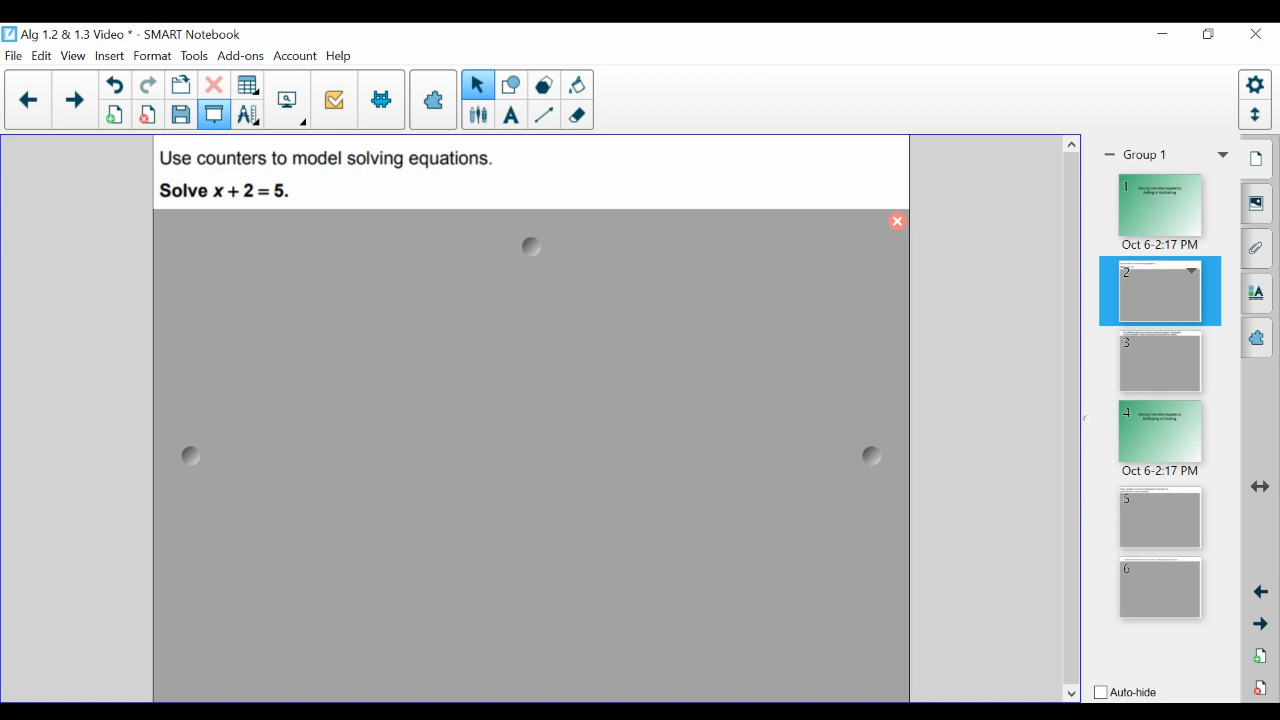 Alg 1.2 & 1.3 Video * - SMART Notebook
File Edit View Insert Format Tools Add-ons Account Help
Use counters to model solving equations.
Solve x + 2 = 5.
Group 1
1
Oct 6-2:17 PM
2
3
4
Oct 6-2:17 PM
5
6
Auto-hide